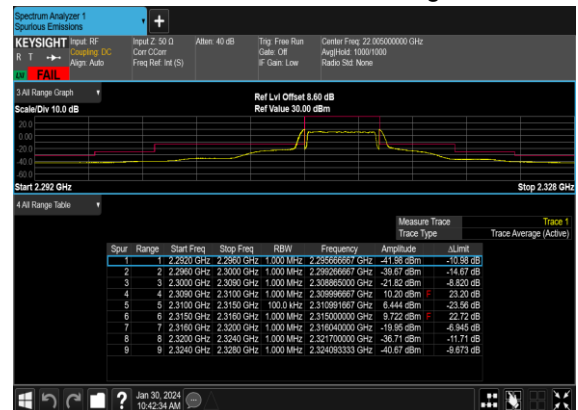 Spectrum Analyzer 1
Spurious Emissions
KEYSIGHT Input: RF Input Z: 50 Ω Atten: 40 dB Trig: Free Run Center Freq: 22.005000000 GHz
R T Coupling: DC Corr CCorr Gate: Off Avg|Hold: 1000/1000
Align: Auto Freq Ref: Int (S) IF Gain: Low Radio Std: None
LV FAIL
3 All Range Graph
Ref Lvl Offset 8.60 dB
Scale/Div 10.0 dB Ref Value 30.00 dBm
20.0
0.00
-20.0
-40.0
-60.0
Start 2.292 GHz Stop 2.328 GHz
4 All Range Table
Measure Trace Trace 1
Trace Type Trace Average (Active)
Spur Range Start Freq Stop Freq RBW Frequency Amplitude ΔLimit
1 1 2.2920 GHz 2.2960 GHz 1.000 MHz 2.295666667 GHz -41.98 dBm -10.98 dB
2 2 2.2960 GHz 2.3000 GHz 1.000 MHz 2.299266667 GHz -39.67 dBm -14.67 dB
3 3 2.3000 GHz 2.3090 GHz 1.000 MHz 2.308865000 GHz -21.82 dBm -8.820 dB
4 4 2.3090 GHz 2.3100 GHz 1.000 MHz 2.309996667 GHz 10.20 dBm F 23.20 dB
5 5 2.3100 GHz 2.3150 GHz 100.0 kHz 2.310991667 GHz 6.444 dBm -23.56 dB
6 6 2.3150 GHz 2.3160 GHz 1.000 MHz 2.315000000 GHz 9.722 dBm F 22.72 dB
7 7 2.3160 GHz 2.3200 GHz 1.000 MHz 2.316040000 GHz -19.95 dBm -6.945 dB
8 8 2.3200 GHz 2.3240 GHz 1.000 MHz 2.321700000 GHz -36.71 dBm -11.71 dB
9 9 2.3240 GHz 2.3280 GHz 1.000 MHz 2.324093333 GHz -40.67 dBm -9.673 dB
? Jan 30, 2024
10:42:34 AM